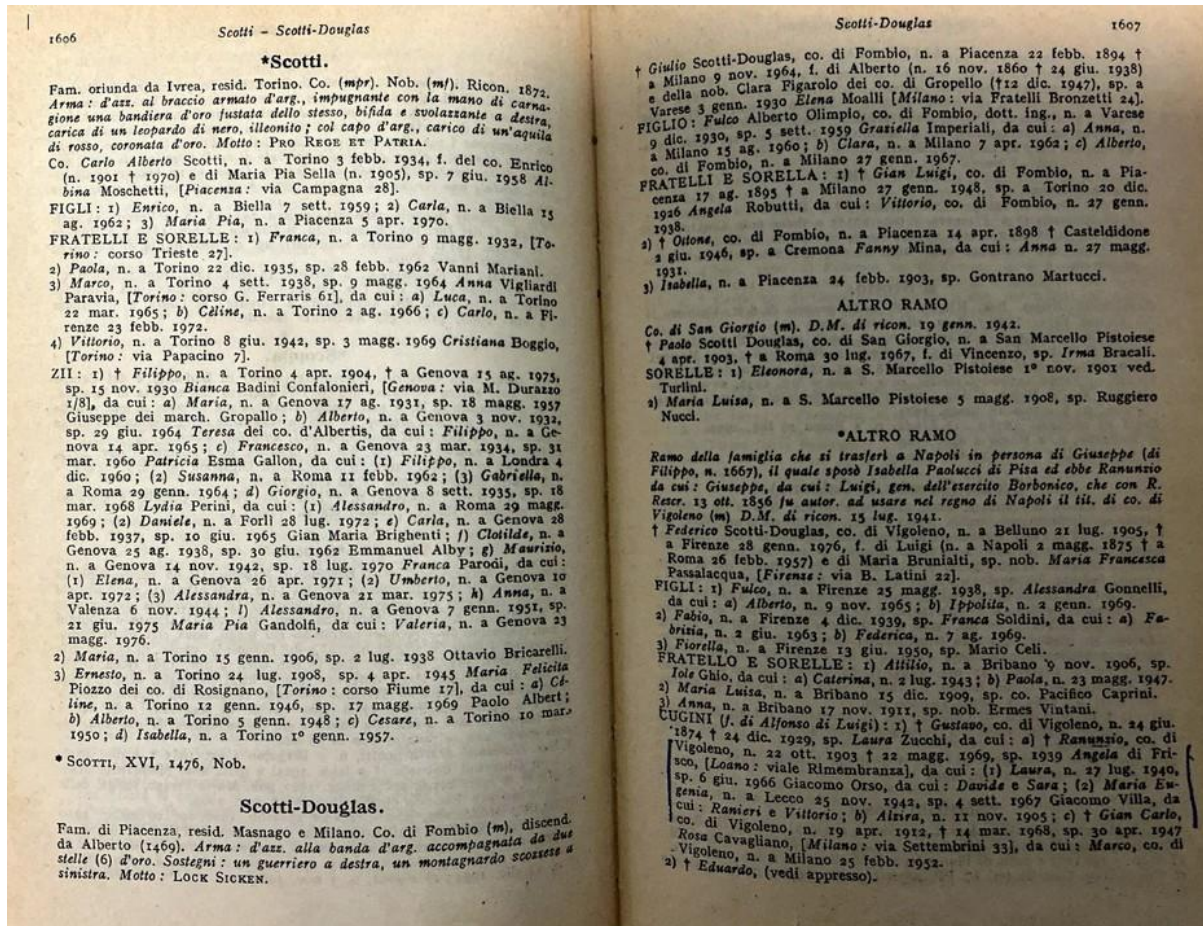 1606
Scotti – Scotti-Douglas
*Scotti.
Fam. oriunda da Ivrea, resid. Torino. Co. (mpr). Nob. (mf). Ricon. 1872.
Arma: d'azz. al braccio armato d'arg., impugnante con la mano di carna-
gione una bandiera d'oro fustata dello stesso, bifida e svolazzante a destra,
carica di un leopardo di nero, illeonito; col capo d'arg., carico di un'aquila
di rosso, coronata d'oro. Motto: PRO REGE ET PATRIA.
Co. Carlo Alberto Scotti, n. a Torino 3 febb. 1934, f. del co. Enrico
(n. 1901 † 1970) e di Maria Pia Sella (n. 1905), sp. 7 giu. 1958 Al-
bina Moschetti, [Piacenza: via Campagna 28].
FIGLI: 1) Enrico, n. a Biella 7 sett. 1959; 2) Carla, n. a Biella 15
ag. 1962; 3) Maria Pia, n. a Piacenza 5 apr. 1970.
FRATELLI E SORELLE: 1) Franca, n. a Torino 9 magg. 1932, [To-
rino: corso Trieste 27].
2) Paola, n. a Torino 22 dic. 1935, sp. 28 febb. 1962 Vanni Mariani.
3) Marco, n. a Torino 4 sett. 1938, sp. 9 magg. 1964 Anna Vigliardi
Paravia, [Torino: corso G. Ferraris 61], da cui: a) Luca, n. a Torino
22 mar. 1965; b) Cèline, n. a Torino 2 ag. 1966; c) Carlo, n. a Fi-
renze 23 febb. 1972.
4) Vittorio, n. a Torino 8 giu. 1942, sp. 3 magg. 1969 Cristiana Boggio,
[Torino: via Papacino 7].
ZII: 1) † Filippo, n. a Torino 4 apr. 1904, † a Genova 15 ag. 1975,
sp. 15 nov. 1930 Bianca Badini Confalonieri, [Genova: via M. Durazzo
1/8], da cui: a) Maria, n. a Genova 17 ag. 1931, sp. 18 magg. 1957
Giuseppe dei march. Gropallo; b) Alberto, n. a Genova 3 nov. 1932,
sp. 29 giu. 1964 Teresa dei co. d'Albertis, da cui: Filippo, n. a Ge-
nova 14 apr. 1965; c) Francesco, n. a Genova 23 mar. 1934, sp. 31
mar. 1960 Patricia Esma Gallon, da cui: (1) Filippo, n. a Londra 4
dic. 1960; (2) Susanna, n. a Roma 11 febb. 1962; (3) Gabriella, n.
a Roma 29 genn. 1964; d) Giorgio, n. a Genova 8 sett. 1935, sp. 18
mar. 1968 Lydia Perini, da cui: (1) Alessandro, n. a Roma 29 magg.
1969; (2) Daniele, n. a Forlì 28 lug. 1972; e) Carla, n. a Genova 28
febb. 1937, sp. 10 giu. 1965 Gian Maria Brighenti; f) Clotilde, n. a
Genova 25 ag. 1938, sp. 30 giu. 1962 Emmanuel Alby; g) Maurizio,
n. a Genova 14 nov. 1942, sp. 18 lug. 1970 Franca Parodi, da cui:
(1) Elena, n. a Genova 26 apr. 1971; (2) Umberto, n. a Genova 10
apr. 1972; (3) Alessandra, n. a Genova 21 mar. 1975; h) Anna, n. a
Valenza 6 nov. 1944; l) Alessandro, n. a Genova 7 genn. 1951, sp.
21 giu. 1975 Maria Pia Gandolfi, da cui: Valeria, n. a Genova 23
magg. 1976.
2) Maria, n. a Torino 15 genn. 1906, sp. 2 lug. 1938 Ottavio Bricarelli.
3) Ernesto, n. a Torino 24 lug. 1908, sp. 4 apr. 1945 Maria Felicita
Piozzo dei co. di Rosignano, [Torino: corso Fiume 17], da cui: a) Cé-
line, n. a Torino 12 genn. 1946, sp. 17 magg. 1969 Paolo Albert;
b) Alberto, n. a Torino 5 genn. 1948; c) Cesare, n. a Torino 10 mar.
1950; d) Isabella, n. a Torino 1º genn. 1957.
* SCOTTI, XVI, 1476, Nob.
Scotti-Douglas.
Fam. di Piacenza, resid. Masnago e Milano. Co. di Fombio (m), discend.
da Alberto (1469). Arma: d'azz. alla banda d'arg. accompagnata da due
stelle (6) d'oro. Sostegni: un guerriero a destra, un montagnardo scozzese a
sinistra. Motto: LOCK SICKEN.
Scotti-Douglas
1607
† Giulio Scotti-Douglas, co. di Fombio, n. a Piacenza 22 febb. 1894 †
a Milano 9 nov. 1964, f. di Alberto (n. 16 nov. 1860 † 24 giu. 1938)
e della nob. Clara Figarolo dei co. di Gropello (†12 dic. 1947), sp. a
Varese 3 genn. 1930 Elena Moalli [Milano: via Fratelli Bronzetti 24].
FIGLIO: Fulco Alberto Olimpio, co. di Fombio, dott. ing., n. a Varese
9 dic. 1930, sp. 5 sett. 1959 Graziella Imperiali, da cui: a) Anna, n.
a Milano 15 ag. 1960; b) Clara, n. a Milano 7 apr. 1962; c) Alberto,
co. di Fombio, n. a Milano 27 genn. 1967.
FRATELLI E SORELLA: 1) † Gian Luigi, co. di Fombio, n. a Pia-
cenza 17 ag. 1895 † a Milano 27 genn. 1948, sp. a Torino 20 dic.
1926 Angela Robutti, da cui: Vittorio, co. di Fombio, n. 27 genn.
1938.
2) † Ottone, co. di Fombio, n. a Piacenza 14 apr. 1898 † Casteldidone
2 giu. 1946, sp. a Cremona Fanny Mina, da cui: Anna n. 27 magg.
1931.
3) Isabella, n. a Piacenza 24 febb. 1903, sp. Gontrano Martucci.
ALTRO RAMO
Co. di San Giorgio (m). D.M. di ricon. 19 genn. 1942.
† Paolo Scotti Douglas, co. di San Giorgio, n. a San Marcello Pistoiese
4 apr. 1903, † a Roma 30 lug. 1967, f. di Vincenzo, sp. Irma Bracali.
SORELLE: 1) Eleonora, n. a S. Marcello Pistoiese 1º nov. 1901 ved.
Turlini.
2) Maria Luisa, n. a S. Marcello Pistoiese 5 magg. 1908, sp. Ruggiero
Nucci.
*ALTRO RAMO
Ramo della famiglia che si trasferì a Napoli in persona di Giuseppe (di
Filippo, n. 1667), il quale sposò Isabella Paolucci di Pisa ed ebbe Ranunzio
da cui: Giuseppe, da cui: Luigi, gen. dell'esercito Borbonico, che con R.
Rescr. 13 ott. 1856 fu autor. ad usare nel regno di Napoli il tit. di co. di
Vigoleno (m) D.M. di ricon. 15 lug. 1941.
† Federico Scotti-Douglas, co. di Vigoleno, n. a Belluno 21 lug. 1905, †
a Firenze 28 genn. 1976, f. di Luigi (n. a Napoli 2 magg. 1875 † a
Roma 26 febb. 1957) e di Maria Brunialti, sp. nob. Maria Francesca
Passalacqua, [Firenze: via B. Latini 22].
FIGLI: 1) Fulco, n. a Firenze 25 magg. 1938, sp. Alessandra Gonnelli,
da cui: a) Alberto, n. 9 nov. 1965; b) Ippolita, n. 2 genn. 1969.
2) Fabio, n. a Firenze 4 dic. 1939, sp. Franca Soldini, da cui: a) Fa-
brizia, n. 2 giu. 1963; b) Federica, n. 7 ag. 1969.
3) Fiorella, n. a Firenze 13 giu. 1950, sp. Mario Celi.
FRATELLO E SORELLE: 1) Attilio, n. a Bribano 9 nov. 1906, sp.
Iole Ghio, da cui: a) Caterina, n. 2 lug. 1943; b) Paola, n. 23 magg. 1947.
2) Maria Luisa, n. a Bribano 15 dic. 1909, sp. co. Pacifico Caprini.
3) Anna, n. a Bribano 17 nov. 1911, sp. nob. Ermes Vintani.
CUGINI (f. di Alfonso di Luigi): 1) † Gustavo, co. di Vigoleno, n. 24 giu.
1874 † 24 dic. 1929, sp. Laura Zucchi, da cui: a) † Ranunzio, co. di
Vigoleno, n. 22 ott. 1903 † 22 magg. 1969, sp. 1939 Angela di Fri-
sco, [Loano: viale Rimembranza], da cui: (1) Laura, n. 27 lug. 1940,
sp. 6 giu. 1966 Giacomo Orso, da cui: Davide e Sara; (2) Maria Eu-
genia, n. a Lecco 25 nov. 1942, sp. 4 sett. 1967 Giacomo Villa, da
cui: Ranieri e Vittorio; b) Alzira, n. 11 nov. 1905; c) † Gian Carlo,
co. di Vigoleno, n. 19 apr. 1912, † 14 mar. 1968, sp. 30 apr. 1947
Rosa Cavagliano, [Milano: via Settembrini 33], da cui: Marco, co. di
Vigoleno, n. a Milano 25 febb. 1952.
2) † Eduardo, (vedi appresso).